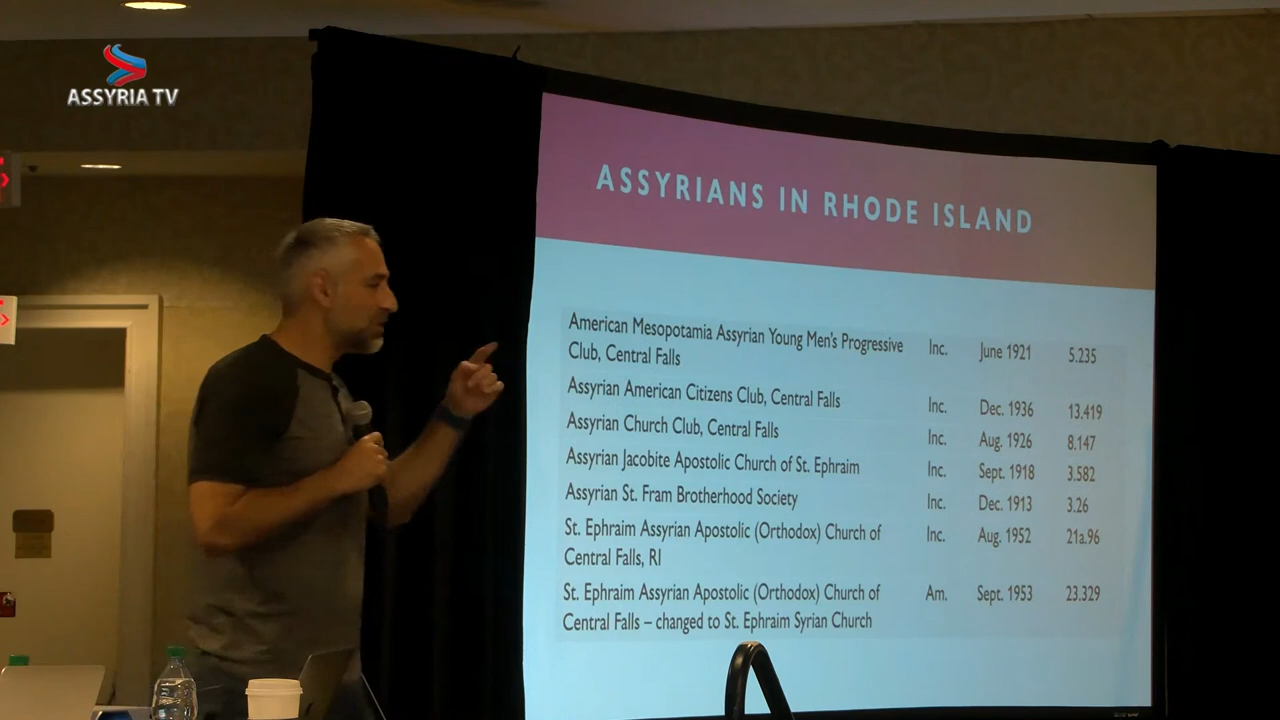 ASSYRIA TV
ASSYRIANS IN RHODE ISLAND
American Mesopotamia Assyrian Young Men's Progressive
Club, Central Falls Inc. June 1921 5.235
Assyrian American Citizens Club, Central Falls Inc. Dec. 1936 13.419
Assyrian Church Club, Central Falls Inc. Aug. 1926 8.147
Assyrian Jacobite Apostolic Church of St. Ephraim Inc. Sept. 1918 3.582
Assyrian St. Fram Brotherhood Society Inc. Dec. 1913 3.26
St. Ephraim Assyrian Apostolic (Orthodox) Church of Inc. Aug. 1952 21a.96
Central Falls, RI
St. Ephraim Assyrian Apostolic (Orthodox) Church of Am. Sept. 1953 23.329
Central Falls – changed to St. Ephraim Syrian Church